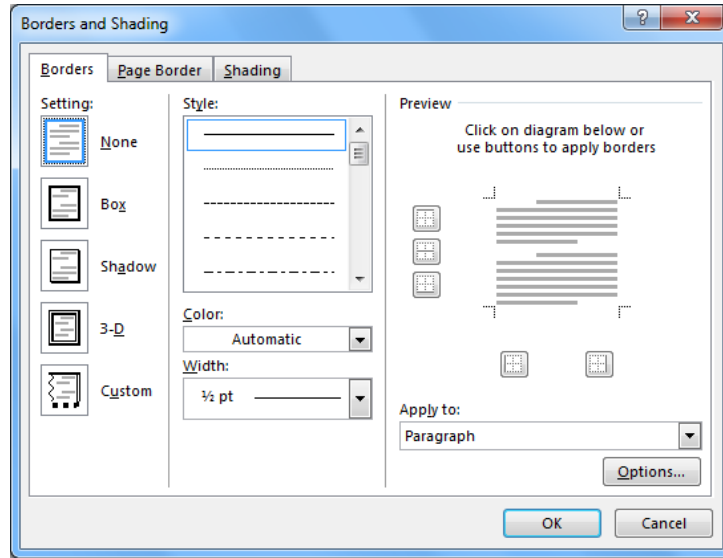 Borders and Shading
Borders
Page Border
Shading
Setting:
None
Box
Shadow
3-D
Custom
Style:
Color:
Automatic
Width:
½ pt
Preview
Click on diagram below or
use buttons to apply borders
Apply to:
Paragraph
Options...
OK
Cancel